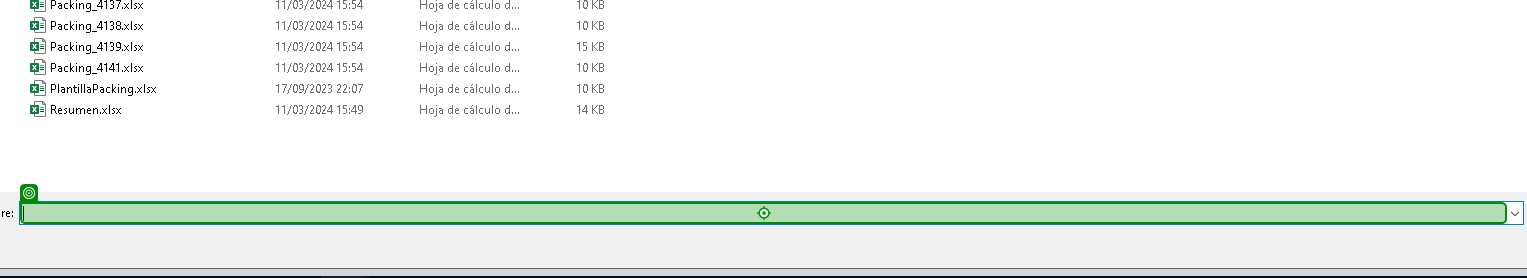 Packing_4137.xlsx 11/03/2024 15:54 Hoja de cálculo d... 10 KB
Packing_4138.xlsx 11/03/2024 15:54 Hoja de cálculo d... 10 KB
Packing_4139.xlsx 11/03/2024 15:54 Hoja de cálculo d... 15 KB
Packing_4141.xlsx 11/03/2024 15:54 Hoja de cálculo d... 10 KB
PlantillaPacking.xlsx 17/09/2023 22:07 Hoja de cálculo d... 10 KB
Resumen.xlsx 11/03/2024 15:49 Hoja de cálculo d... 14 KB
re: